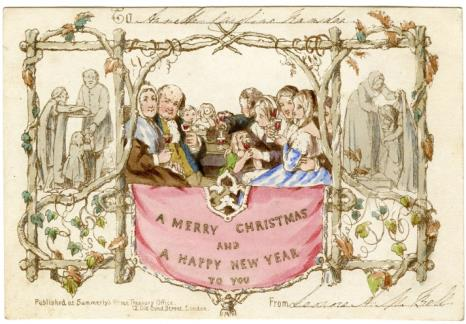 To
A MERRY CHRISTMAS
AND
A HAPPY NEW YEAR
TO YOU
Published at Summerly's Home Treasury Office,
12 Old Bond Street, London.
From